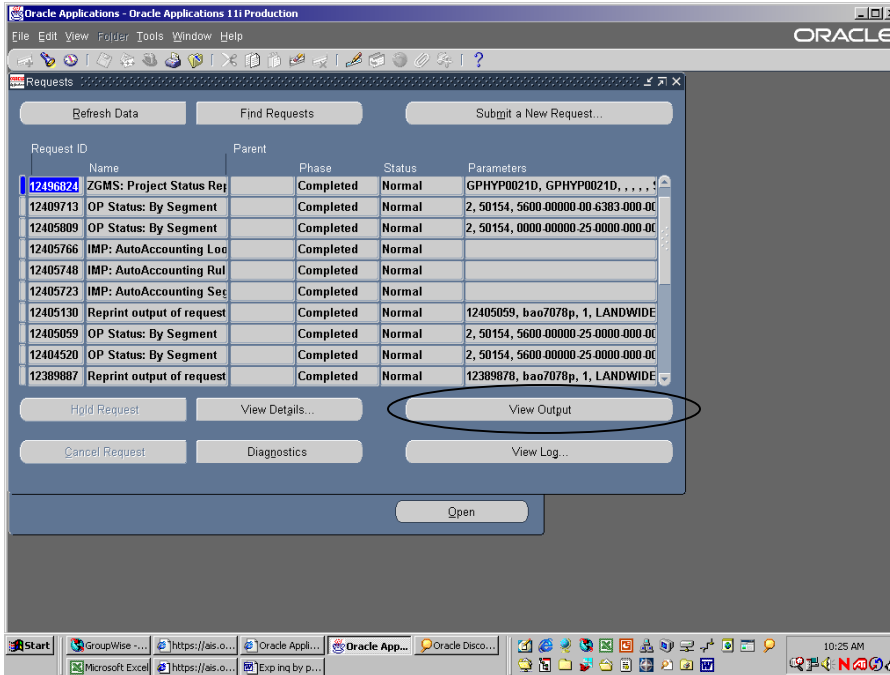 Oracle Applications - Oracle Applications 11i Production
File Edit View Folder Tools Window Help
ORACLE
Requests
Refresh Data Find Requests Submit a New Request...
Request ID Parent
Name Phase Status Parameters
12496824 ZGMS: Project Status Rep Completed Normal GPHYP0021D, GPHYP0021D, , , , ,
12409713 OP Status: By Segment Completed Normal 2, 50154, 5600-00000-00-6383-000-00
12405809 OP Status: By Segment Completed Normal 2, 50154, 0000-00000-25-0000-000-00
12405766 IMP: AutoAccounting Loo Completed Normal
12405748 IMP: AutoAccounting Rul Completed Normal
12405723 IMP: AutoAccounting Seg Completed Normal
12405130 Reprint output of request Completed Normal 12405059, bao7078p, 1, LANDWIDE
12405059 OP Status: By Segment Completed Normal 2, 50154, 5600-00000-25-0000-000-00
12404520 OP Status: By Segment Completed Normal 2, 50154, 5600-00000-25-0000-000-00
12389887 Reprint output of request Completed Normal 12389878, bao7078p, 1, LANDWIDE
Hold Request View Details... View Output
Cancel Request Diagnostics View Log...
Open
Start GroupWise -... https://ais.o... Oracle Appli... Oracle App... Oracle Disco... 10:25 AM
Microsoft Excel https://ais.o... Exp inq by p...